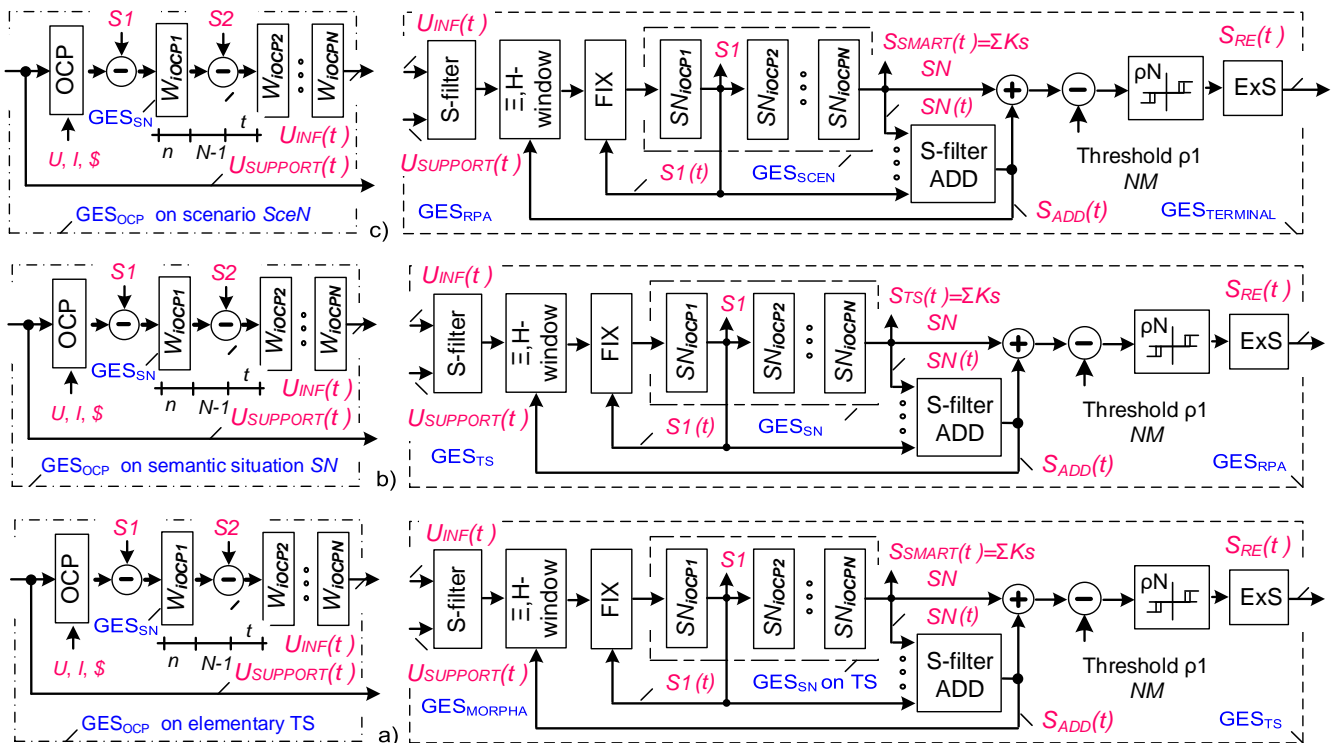 S1 S2
OCP
WiOCP1
WiOCP2
WiOCPN
GESSN
n N-1 t
U, I, $
UINF(t)
USUPPORT(t)
GESOCP on scenario SceN
c)
UINF(t)
S-filter
Ξ,H-window
FIX
SNiOCP1
S1
SNiOCP2
SNiOCPN
SSMART(t)=ΣKs
SN
SN(t)
USUPPORT(t)
S1(t)
GESSCEN
S-filter
ADD
SADD(t)
Threshold ρ1
NM
ρN
SRE(t)
ExS
GESRPA
GESTERMINAL
S1 S2
OCP
WiOCP1
WiOCP2
WiOCPN
GESSN
n N-1 t
U, I, $
UINF(t)
USUPPORT(t)
GESOCP on semantic situation SN
b)
UINF(t)
S-filter
Ξ,H-window
FIX
SNiOCP1
S1
SNiOCP2
SNiOCPN
STS(t)=ΣKs
SN
SN(t)
USUPPORT(t)
S1(t)
GESSN
S-filter
ADD
SADD(t)
Threshold ρ1
NM
ρN
SRE(t)
ExS
GESTS
GESRPA
S1 S2
OCP
WiOCP1
WiOCP2
WiOCPN
GESSN
n N-1 t
U, I, $
UINF(t)
USUPPORT(t)
GESOCP on elementary TS
a)
UINF(t)
S-filter
Ξ,H-window
FIX
SNiOCP1
S1
SNiOCP2
SNiOCPN
SSMART(t)=ΣKs
SN
SN(t)
USUPPORT(t)
S1(t)
GESSN on TS
S-filter
ADD
SADD(t)
Threshold ρ1
NM
ρN
SRE(t)
ExS
GESMORPHA
GESTS